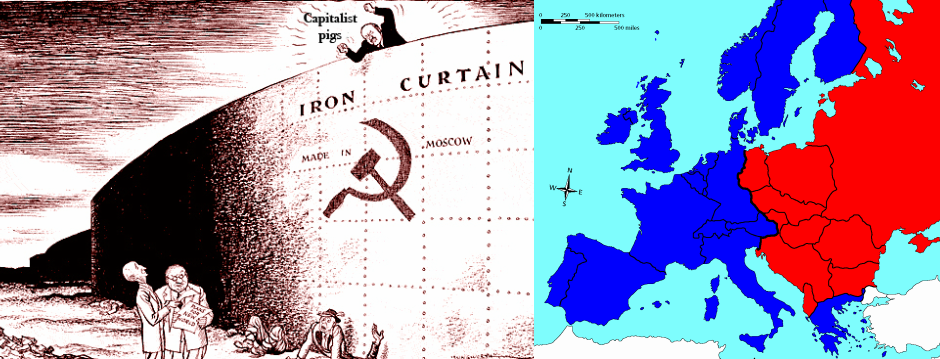 Capitalist
pigs
IRON CURTAIN
MADE IN MOSCOW
0 250 500 kilometers
0 250 500 miles
N
W E
S